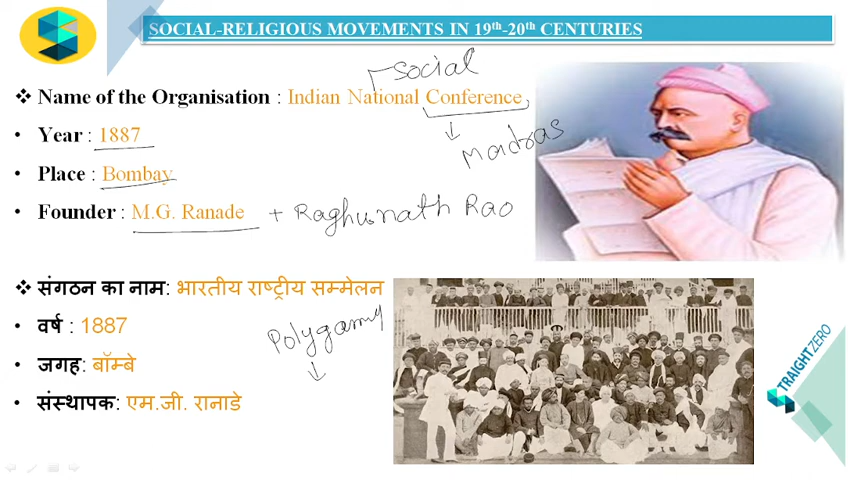 SOCIAL-RELIGIOUS MOVEMENTS IN 19th-20th CENTURIES
social
❖ Name of the Organisation : Indian National Conference,
Madras
• Year : 1887
• Place : Bombay
• Founder : M.G. Ranade + Raghunath Rao
❖ संगठन का नाम: भारतीय राष्ट्रीय सम्मेलन
• वर्ष : 1887
Polygamy
• जगह: बॉम्बे
• संस्थापक: एम.जी. रानाडे
TRAIGHTZERO